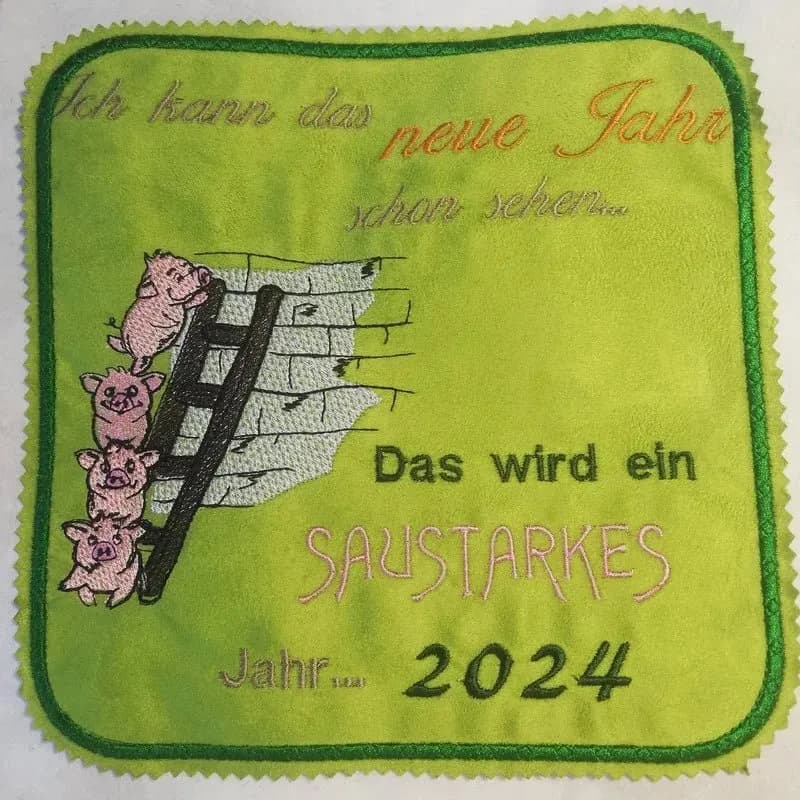 Ich kann das neue Jahr
schon sehen...
Das wird ein
SAUSTARKES
Jahr.... 2024